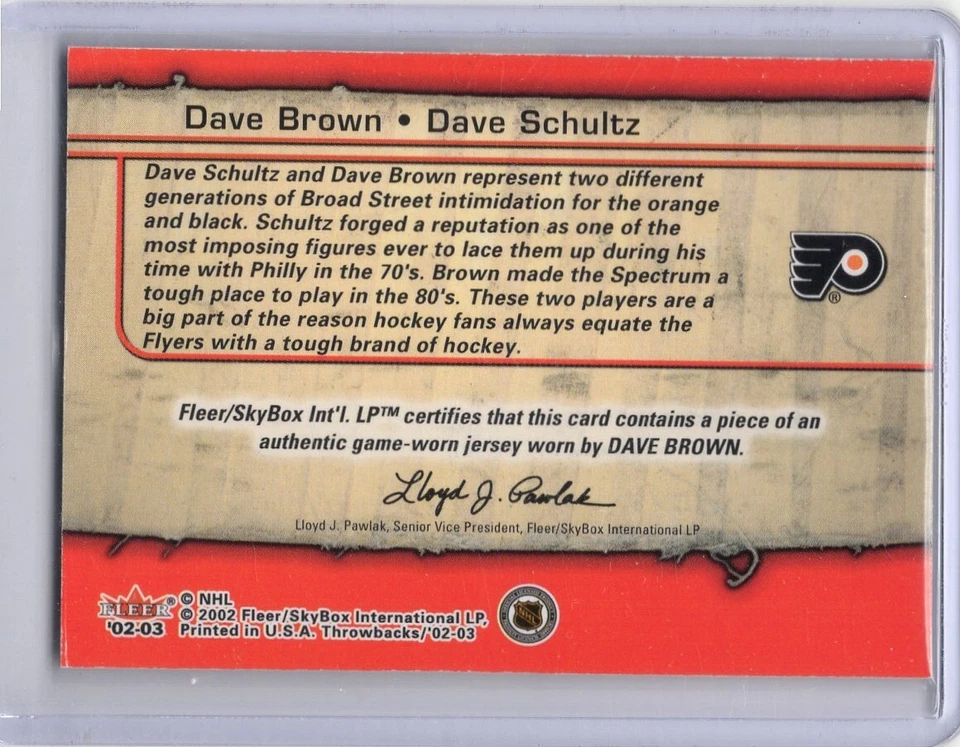 Dave Brown • Dave Schultz
Dave Schultz and Dave Brown represent two different
generations of Broad Street intimidation for the orange
and black. Schultz forged a reputation as one of the
most imposing figures ever to lace them up during his
time with Philly in the 70's. Brown made the Spectrum a
tough place to play in the 80's. These two players are a
big part of the reason hockey fans always equate the
Flyers with a tough brand of hockey.
®
Fleer/SkyBox Int'l. LP™ certifies that this card contains a piece of an
authentic game-worn jersey worn by DAVE BROWN.
Lloyd J. Pawlak
Lloyd J. Pawlak, Senior Vice President, Fleer/SkyBox International LP
FLEER® '02-03
© NHL
© 2002 Fleer/SkyBox International LP,
Printed in U.S.A. Throwbacks/'02-03
NHL